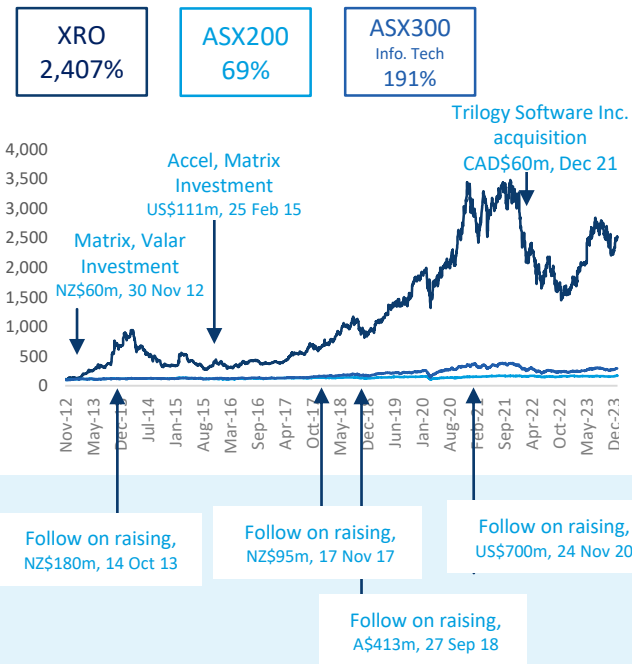 XRO
2,407%
ASX200
69%
ASX300
Info. Tech
191%
Trilogy Software Inc.
acquisition
CAD$60m, Dec 21
Accel, Matrix
Investment
US$111m, 25 Feb 15
Matrix, Valar
Investment
NZ$60m, 30 Nov 12
4,000
3,500
3,000
2,500
2,000
1,500
1,000
500
0
Nov-12
May-13
Dec-13
Jul-14
Jan-15
Aug-15
Mar-16
Sep-16
Apr-17
Oct-17
May-18
Dec-18
Jun-19
Jan-20
Aug-20
Feb-21
Sep-21
Apr-22
Oct-22
May-23
Dec-23
Follow on raising,
NZ$180m, 14 Oct 13
Follow on raising,
NZ$95m, 17 Nov 17
Follow on raising,
US$700m, 24 Nov 20
Follow on raising,
A$413m, 27 Sep 18